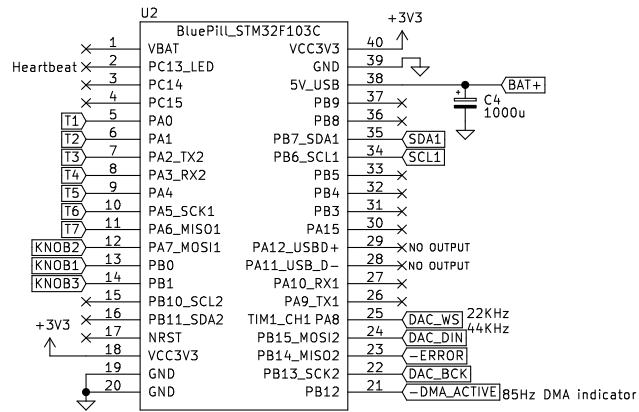 U2
BluePill_STM32F103C
+3V3
1 VBAT
VCC3V3 40
Heartbeat 2 PC13_LED
GND 39
3 PC14
5V_USB 38 BAT+
4 PC15
PB9 37
+ C4
1000u
T1 5 PA0
PB8 36
T2 6 PA1
PB7_SDA1 35 SDA1
T3 7 PA2_TX2
PB6_SCL1 34 SCL1
T4 8 PA3_RX2
PB5 33
T5 9 PA4
PB4 32
T6 10 PA5_SCK1
PB3 31
T7 11 PA6_MISO1
PA15 30
KNOB2 12 PA7_MOSI1
PA12_USBD+ 29 NO OUTPUT
KNOB1 13 PB0
PA11_USB_D- 28 NO OUTPUT
KNOB3 14 PB1
PA10_RX1 27
15 PB10_SCL2
PA9_TX1 26
16 PB11_SDA2
TIM1_CH1 PA8 25 DAC_WS 22KHz
+3V3
17 NRST
PB15_MOSI2 24 DAC_DIN 44KHz
18 VCC3V3
PB14_MISO2 23 -ERROR
19 GND
PB13_SCK2 22 DAC_BCK
20 GND
PB12 21 -DMA_ACTIVE 85Hz DMA indicator